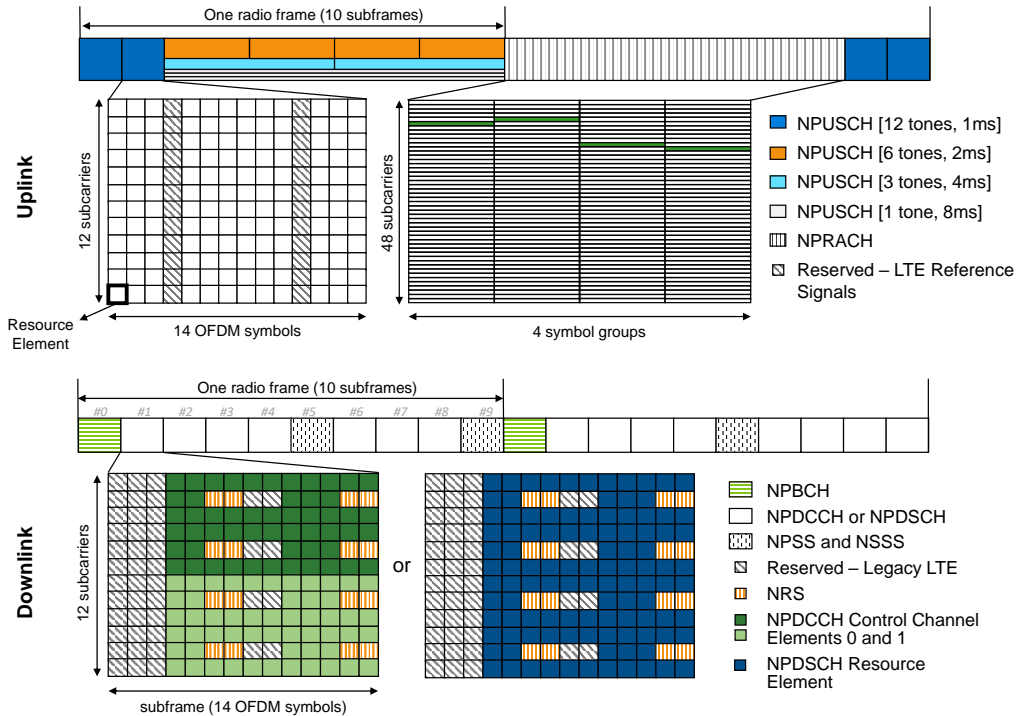 One radio frame (10 subframes)
Uplink
12 subcarriers
48 subcarriers
NPUSCH [12 tones, 1ms]
NPUSCH [6 tones, 2ms]
NPUSCH [3 tones, 4ms]
NPUSCH [1 tone, 8ms]
NPRACH
Reserved – LTE Reference
Signals
Resource
Element
14 OFDM symbols
4 symbol groups
One radio frame (10 subframes)
#0 #1 #2 #3 #4 #5 #6 #7 #8 #9
Downlink
12 subcarriers
or
NPBCH
NPDCCH or NPDSCH
NPSS and NSSS
Reserved – Legacy LTE
NRS
NPDCCH Control Channel
Elements 0 and 1
NPDSCH Resource
Element
subframe (14 OFDM symbols)